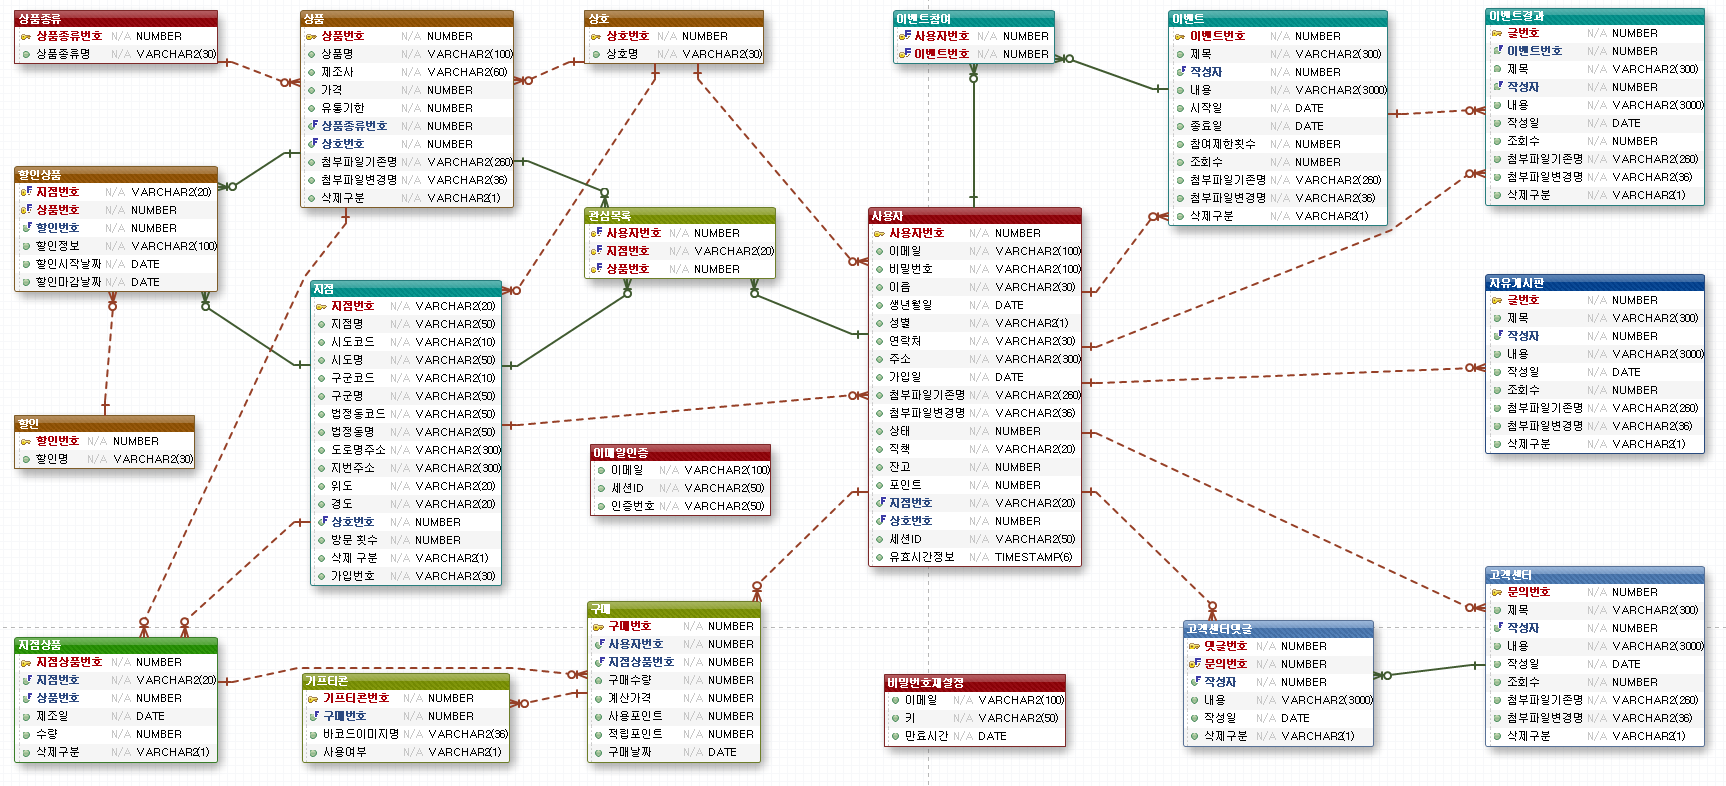 상품종류
상품종류번호 N/A NUMBER
상품종류명 N/A VARCHAR2(30)
상품
상품번호 N/A NUMBER
상품명 N/A VARCHAR2(100)
제조사 N/A VARCHAR2(60)
가격 N/A NUMBER
유통기한 N/A NUMBER
상품종류번호 N/A NUMBER
상호번호 N/A NUMBER
첨부파일기존명 N/A VARCHAR2(260)
첨부파일변경명 N/A VARCHAR2(36)
삭제구분 N/A VARCHAR2(1)
상호
상호번호 N/A NUMBER
상호명 N/A VARCHAR2(30)
이벤트참여
사용자번호 N/A NUMBER
이벤트번호 N/A NUMBER
이벤트
이벤트번호 N/A NUMBER
제목 N/A VARCHAR2(300)
작성자 N/A NUMBER
내용 N/A VARCHAR2(3000)
시작일 N/A DATE
종료일 N/A DATE
참여제한횟수 N/A NUMBER
조회수 N/A NUMBER
첨부파일기존명 N/A VARCHAR2(260)
첨부파일변경명 N/A VARCHAR2(36)
삭제구분 N/A VARCHAR2(1)
이벤트결과
글번호 N/A NUMBER
이벤트번호 N/A NUMBER
제목 N/A VARCHAR2(300)
작성자 N/A NUMBER
내용 N/A VARCHAR2(3000)
작성일 N/A DATE
조회수 N/A NUMBER
첨부파일기존명 N/A VARCHAR2(260)
첨부파일변경명 N/A VARCHAR2(36)
삭제구분 N/A VARCHAR2(1)
할인상품
지점번호 N/A VARCHAR2(20)
상품번호 N/A NUMBER
할인번호 N/A NUMBER
할인정보 N/A VARCHAR2(100)
할인시작날짜 N/A DATE
할인마감날짜 N/A DATE
관심목록
사용자번호 N/A NUMBER
지점번호 N/A VARCHAR2(20)
상품번호 N/A NUMBER
사용자
사용자번호 N/A NUMBER
이메일 N/A VARCHAR2(100)
비밀번호 N/A VARCHAR2(100)
이름 N/A VARCHAR2(30)
생년월일 N/A DATE
성별 N/A VARCHAR2(1)
연락처 N/A VARCHAR2(30)
주소 N/A VARCHAR2(300)
가입일 N/A DATE
첨부파일기존명 N/A VARCHAR2(260)
첨부파일변경명 N/A VARCHAR2(36)
상태 N/A NUMBER
직책 N/A VARCHAR2(20)
잔고 N/A NUMBER
포인트 N/A NUMBER
지점번호 N/A VARCHAR2(20)
상호번호 N/A NUMBER
세션ID N/A VARCHAR2(50)
유효시간정보 N/A TIMESTAMP(6)
지점
지점번호 N/A VARCHAR2(20)
지점명 N/A VARCHAR2(50)
시도코드 N/A VARCHAR2(10)
시도명 N/A VARCHAR2(50)
구군코드 N/A VARCHAR2(10)
구군명 N/A VARCHAR2(50)
법정동코드 N/A VARCHAR2(50)
법정동명 N/A VARCHAR2(50)
도로명주소 N/A VARCHAR2(300)
지번주소 N/A VARCHAR2(300)
위도 N/A VARCHAR2(20)
경도 N/A VARCHAR2(20)
상호번호 N/A NUMBER
방문 횟수 N/A NUMBER
삭제 구분 N/A VARCHAR2(1)
가입번호 N/A VARCHAR2(30)
자유게시판
글번호 N/A NUMBER
제목 N/A VARCHAR2(300)
작성자 N/A NUMBER
내용 N/A VARCHAR2(3000)
작성일 N/A DATE
조회수 N/A NUMBER
첨부파일기존명 N/A VARCHAR2(260)
첨부파일변경명 N/A VARCHAR2(36)
삭제구분 N/A VARCHAR2(1)
할인
할인번호 N/A NUMBER
할인명 N/A VARCHAR2(30)
이메일인증
이메일 N/A VARCHAR2(100)
세션ID N/A VARCHAR2(50)
인증번호 N/A VARCHAR2(50)
지점상품
지점상품번호 N/A NUMBER
지점번호 N/A VARCHAR2(20)
상품번호 N/A NUMBER
제조일 N/A DATE
수량 N/A NUMBER
삭제구분 N/A VARCHAR2(1)
기프티콘
기프티콘번호 N/A NUMBER
구매번호 N/A NUMBER
바코드이미지명 N/A VARCHAR2(36)
사용여부 N/A VARCHAR2(1)
구매
구매번호 N/A NUMBER
사용자번호 N/A NUMBER
지점상품번호 N/A NUMBER
구매수량 N/A NUMBER
계산가격 N/A NUMBER
사용포인트 N/A NUMBER
적립포인트 N/A NUMBER
구매날짜 N/A DATE
비밀번호재설정
이메일 N/A VARCHAR2(100)
키 N/A VARCHAR2(50)
만료시간 N/A DATE
고객센터댓글
댓글번호 N/A NUMBER
문의번호 N/A NUMBER
작성자 N/A NUMBER
내용 N/A VARCHAR2(3000)
작성일 N/A DATE
삭제구분 N/A VARCHAR2(1)
고객센터
문의번호 N/A NUMBER
제목 N/A VARCHAR2(300)
작성자 N/A NUMBER
내용 N/A VARCHAR2(3000)
작성일 N/A DATE
조회수 N/A NUMBER
첨부파일기존명 N/A VARCHAR2(260)
첨부파일변경명 N/A VARCHAR2(36)
삭제구분 N/A VARCHAR2(1)